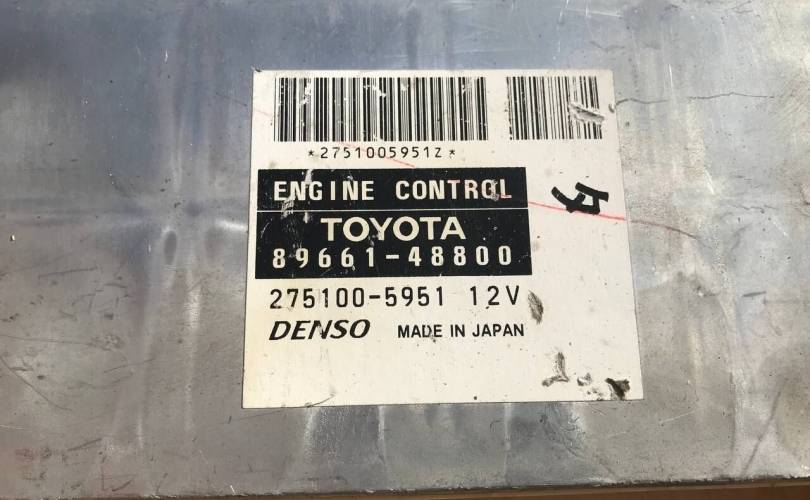 *2751005951Z*
ENGINE CONTROL
TOYOTA
89661-48800
275100-5951 12V
DENSO MADE IN JAPAN